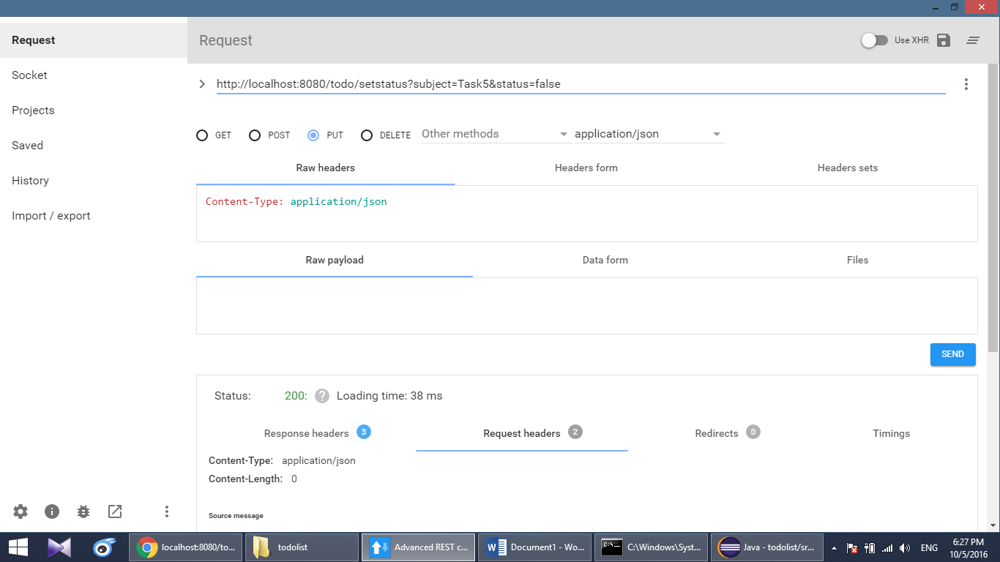 Request
Socket
Projects
Saved
History
Import / export
Request
Use XHR
http://localhost:8080/todo/setstatus?subject=Task5&status=false
GET POST PUT DELETE Other methods application/json
Raw headers Headers form Headers sets
Content-Type: application/json
Raw payload Data form Files
SEND
Status: 200: ? Loading time: 38 ms
Response headers 3 Request headers 2 Redirects 0 Timings
Content-Type: application/json
Content-Length: 0
Source message
localhost:8080/to... todolist Advanced REST c... Document1 - Wo... C:\Windows\Syst... Java - todolist/sr... ENG 6:27 PM
10/5/2016